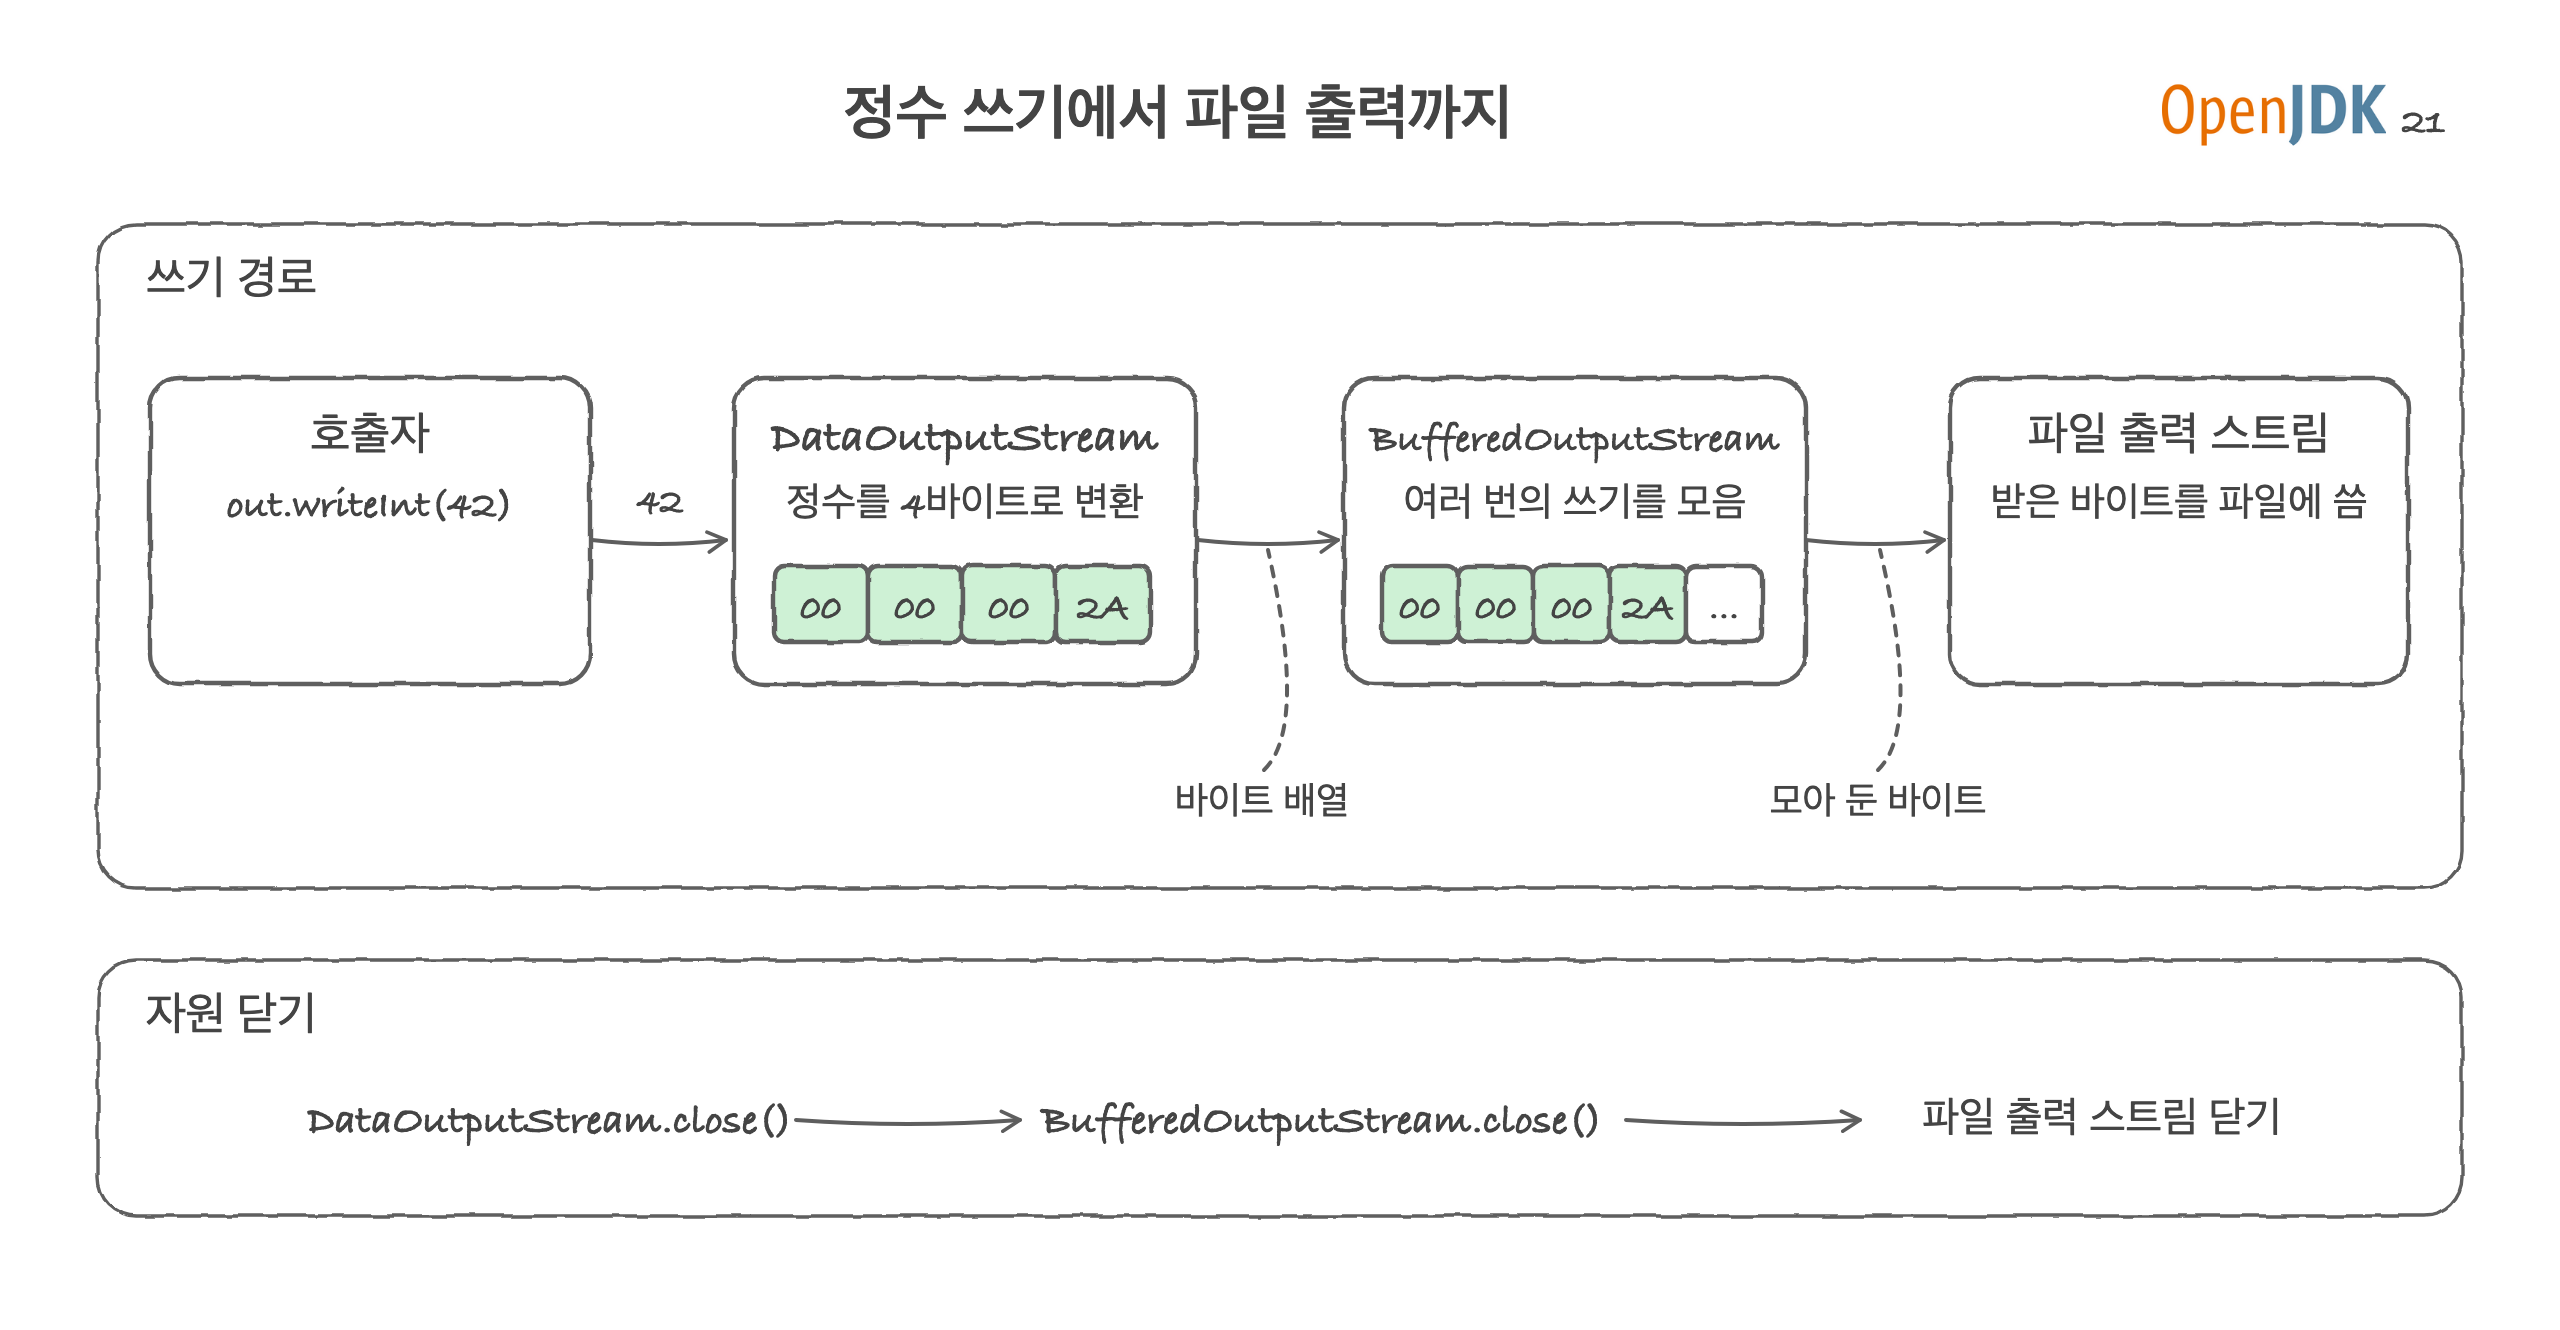 정수 쓰기에서 파일 출력까지
OpenJDK 21
쓰기 경로
호출자
out.writeInt(42)
42
DataOutputStream
정수를 4바이트로 변환
00 00 00 2A
BufferedOutputStream
여러 번의 쓰기를 모음
00 00 00 2A ...
파일 출력 스트림
받은 바이트를 파일에 씀
바이트 배열
모아 둔 바이트
자원 닫기
DataOutputStream.close()
BufferedOutputStream.close()
파일 출력 스트림 닫기